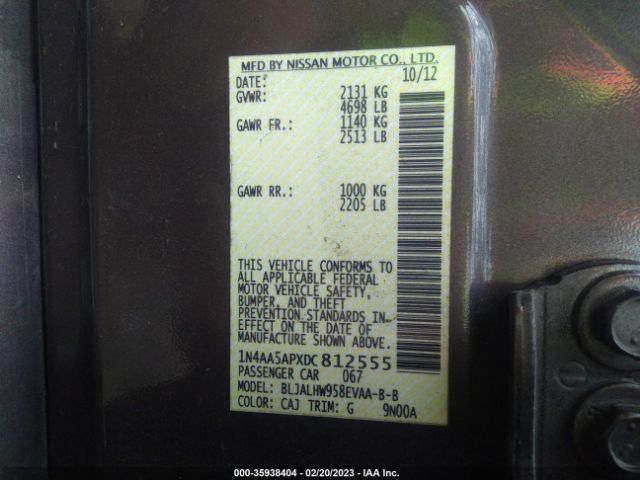 MFD BY NISSAN MOTOR CO., LTD.
DATE: 10/12
GVWR: 2131 KG
4698 LB
GAWR FR.: 1140 KG
2513 LB
GAWR RR.: 1000 KG
2205 LB
THIS VEHICLE CONFORMS TO
ALL APPLICABLE FEDERAL
MOTOR VEHICLE SAFETY,
BUMPER, AND THEFT
PREVENTION STANDARDS IN
EFFECT ON THE DATE OF
MANUFACTURE SHOWN ABOVE.
1N4AA5APXDC812555
PASSENGER CAR 067
MODEL: BLJALHW958EVAA-B-B
COLOR: CAJ TRIM: G 9N00A
000-35938404 - 02/20/2023 - IAA Inc.